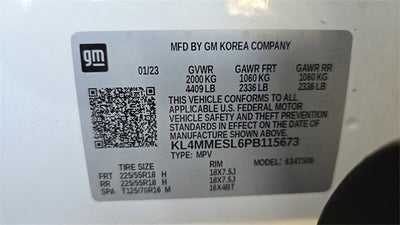 gm
MFD BY GM KOREA COMPANY
01/23 GVWR GAWR FRT GAWR RR
2000 KG 1060 KG 1060 KG
4409 LB 2336 LB 2336 LB
THIS VEHICLE CONFORMS TO ALL
APPLICABLE U.S. FEDERAL MOTOR
VEHICLE SAFETY AND THEFT PREVENTION
STANDARDS IN EFFECT ON THE DATE OF
MANUFACTURE SHOWN ABOVE.
KL4MMESL6PB115673
TYPE: MPV MODEL: 934TS06
TIRE SIZE RIM
FRT 225/55R18 H 18X7.5J
RR 225/55R18 H 18X7.5J
SPA T125/70R16 M 16X4BT